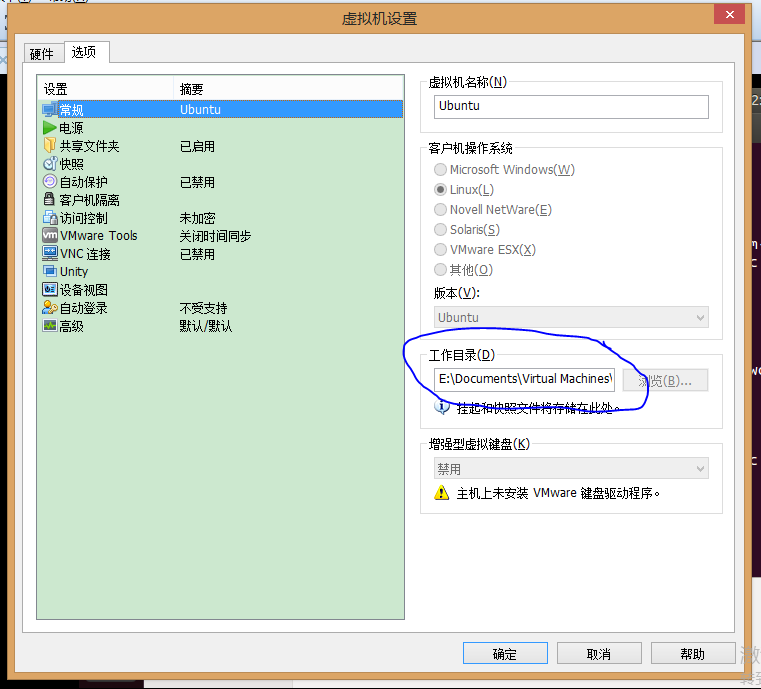 虚拟机设置
硬件 选项
设置 摘要
常规 Ubuntu
电源
共享文件夹 已启用
快照
自动保护 已禁用
客户机隔离
访问控制 未加密
VMware Tools 关闭时间同步
VNC 连接 已禁用
Unity
设备视图
自动登录 不受支持
高级 默认/默认
虚拟机名称(N)
Ubuntu
客户机操作系统
Microsoft Windows(W)
Linux(L)
Novell NetWare(E)
Solaris(S)
VMware ESX(X)
其他(O)
版本(V):
Ubuntu
工作目录(D)
E:\Documents\Virtual Machines\
浏览(B)...
挂起和快照文件将存储在此处。
增强型虚拟键盘(K)
禁用
主机上未安装 VMware 键盘驱动程序。
确定 取消 帮助